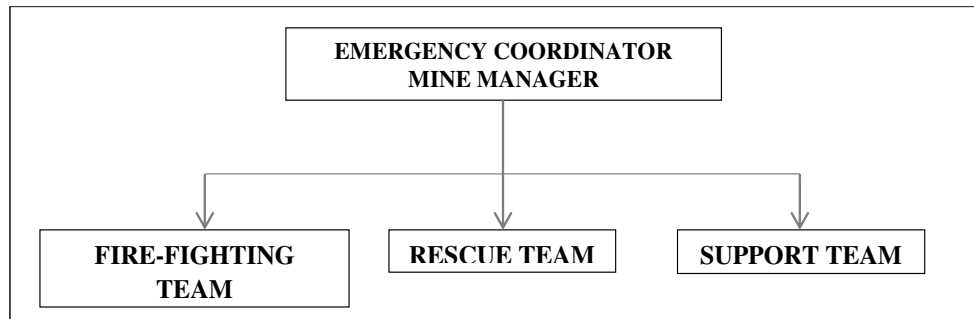 EMERGENCY COORDINATOR
MINE MANAGER
FIRE-FIGHTING
TEAM
RESCUE TEAM
SUPPORT TEAM